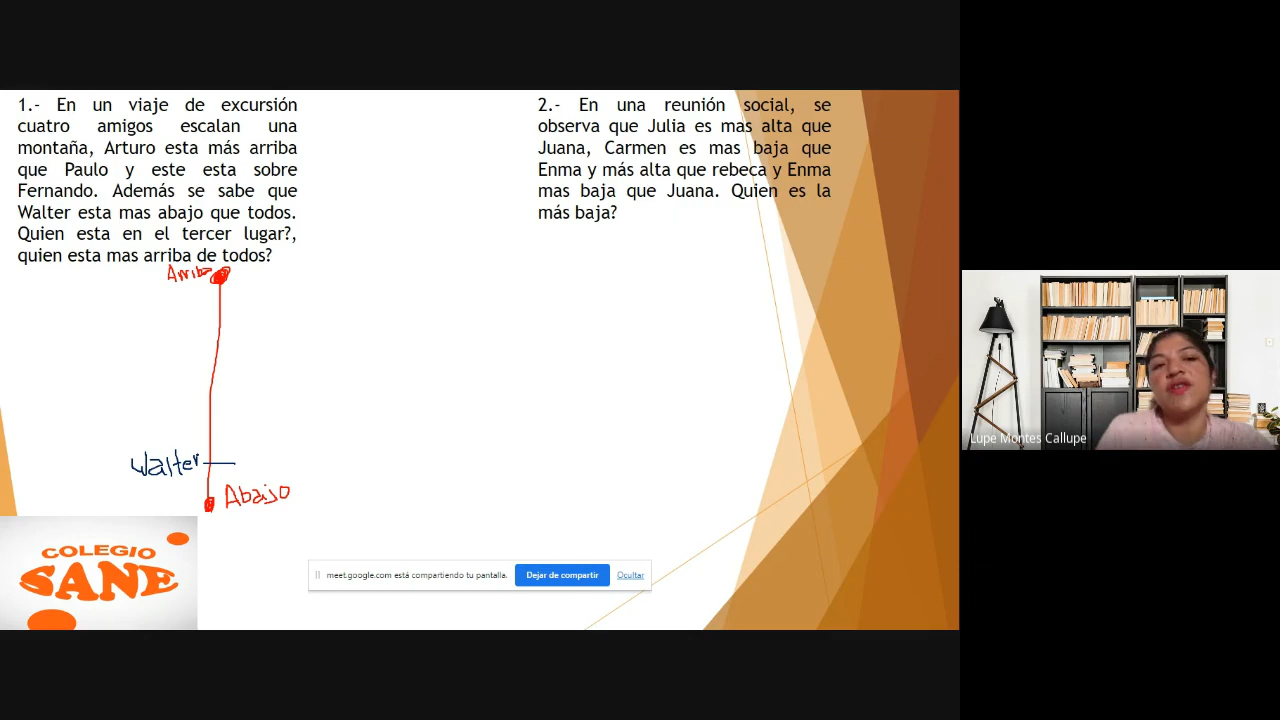 1.- En un viaje de excursión
cuatro amigos escalan una
montaña, Arturo esta más arriba
que Paulo y este esta sobre
Fernando. Además se sabe que
Walter esta mas abajo que todos.
Quien esta en el tercer lugar?,
quien esta mas arriba de todos?
Arriba
Walter
Abajo
2.- En una reunión social, se
observa que Julia es mas alta que
Juana, Carmen es mas baja que
Enma y más alta que rebeca y Enma
mas baja que Juana. Quien es la
más baja?
COLEGIO
SANE
meet.google.com está compartiendo tu pantalla.
Dejar de compartir
Ocultar
Lupe Montes Callupe